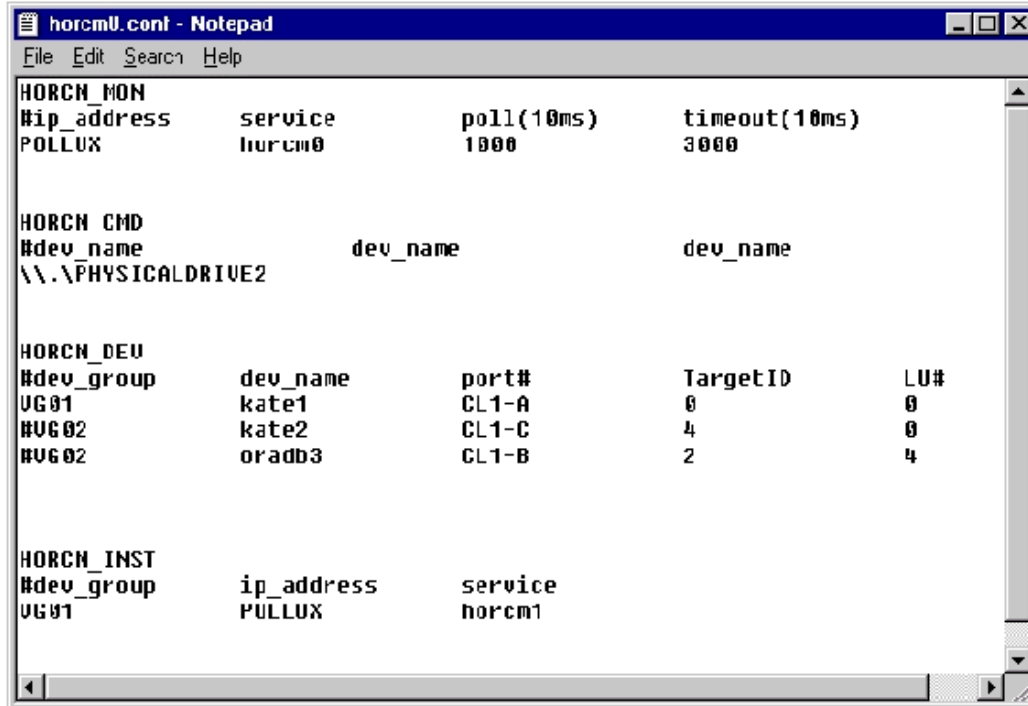 horcm0.conf - Notepad
File Edit Search Help
HORCM_MON
#ip_address service poll(10ms) timeout(10ms)
POLLUX horcm0 1000 3000
HORCM CMD
#dev_name dev_name dev_name
\\.\PHYSICALDRIVE2
HORCM_DEV
#dev_group dev_name port# TargetID LU#
VG01 kate1 CL1-A 0 0
#VG02 kate2 CL1-C 4 0
#VG02 oradb3 CL1-B 2 4
HORCM_INST
#dev_group ip_address service
VG01 POLLUX horcm1